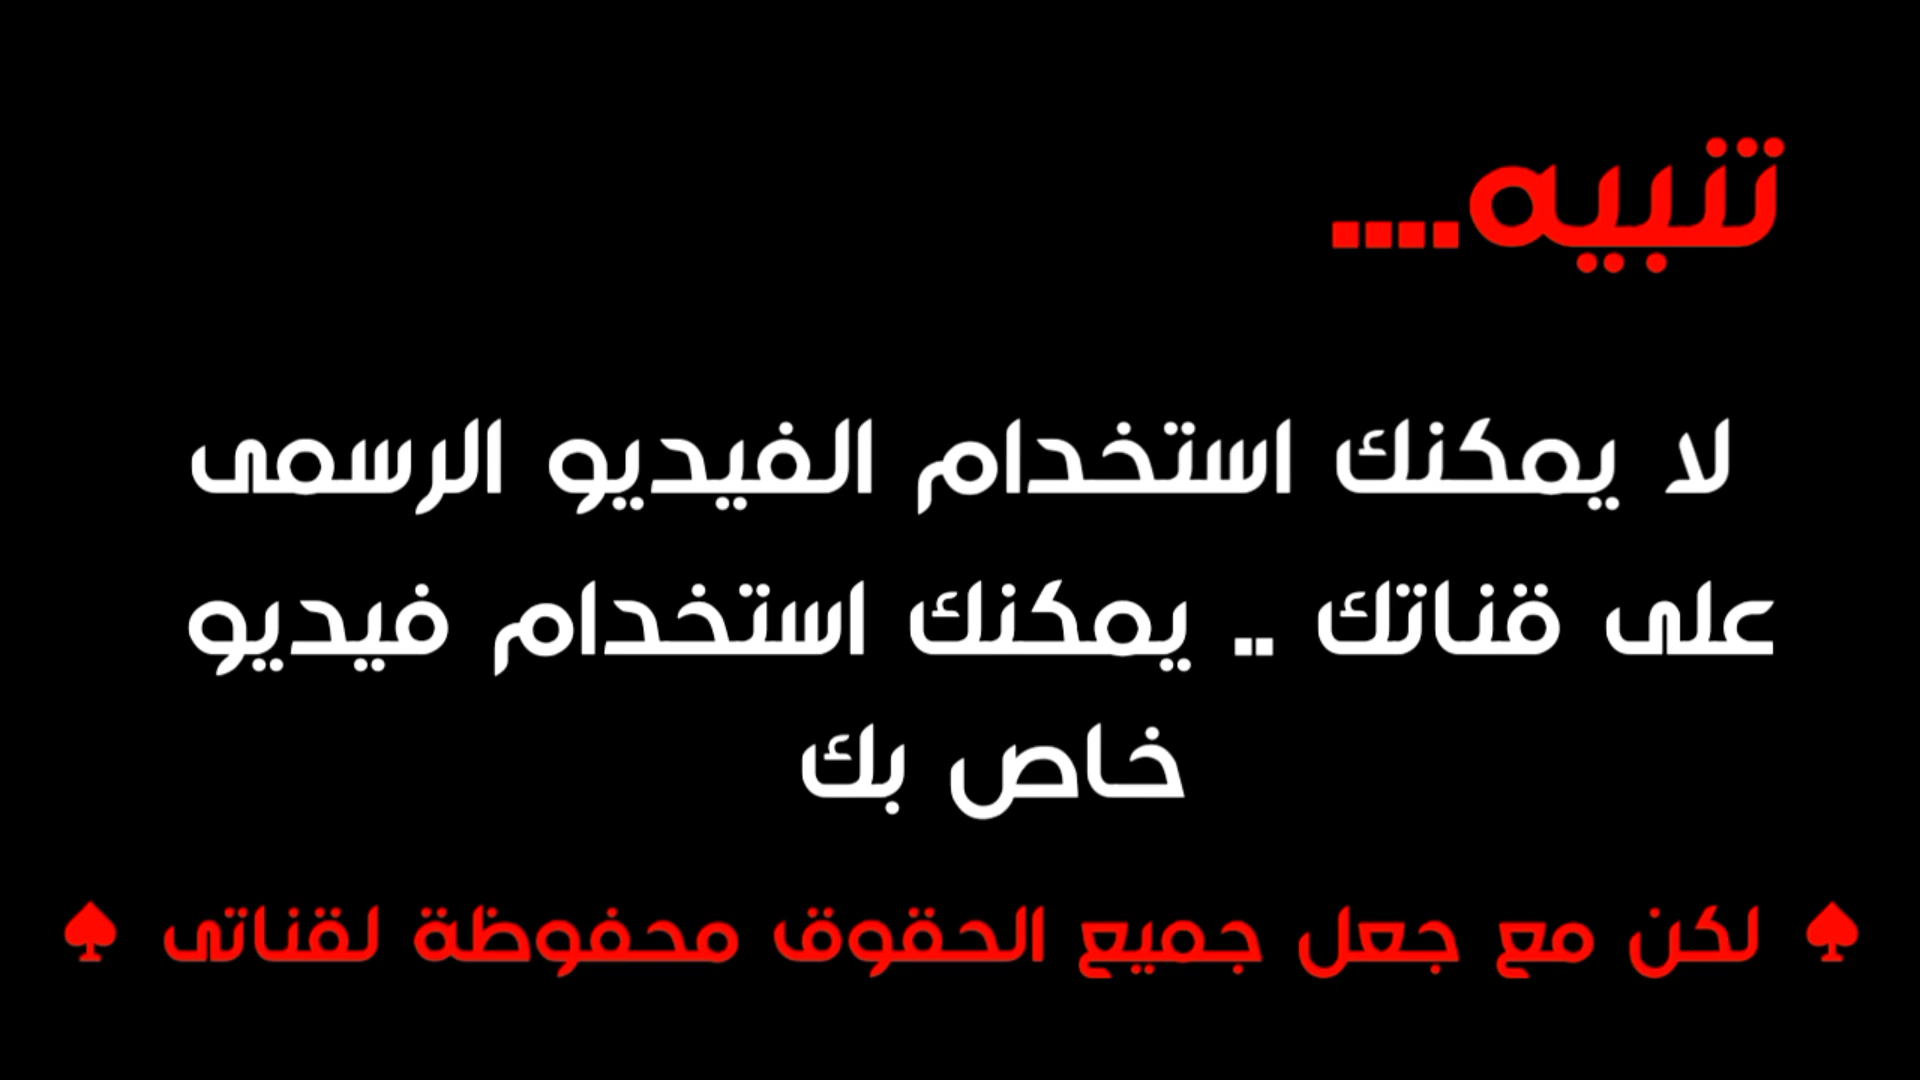 تنبيه....
لا يمكنك استخدام الفيديو الرسمى
على قناتك .. يمكنك استخدام فيديو
خاص بك
♠ لكن مع جعل جميع الحقوق محفوظة لقناتى ♠